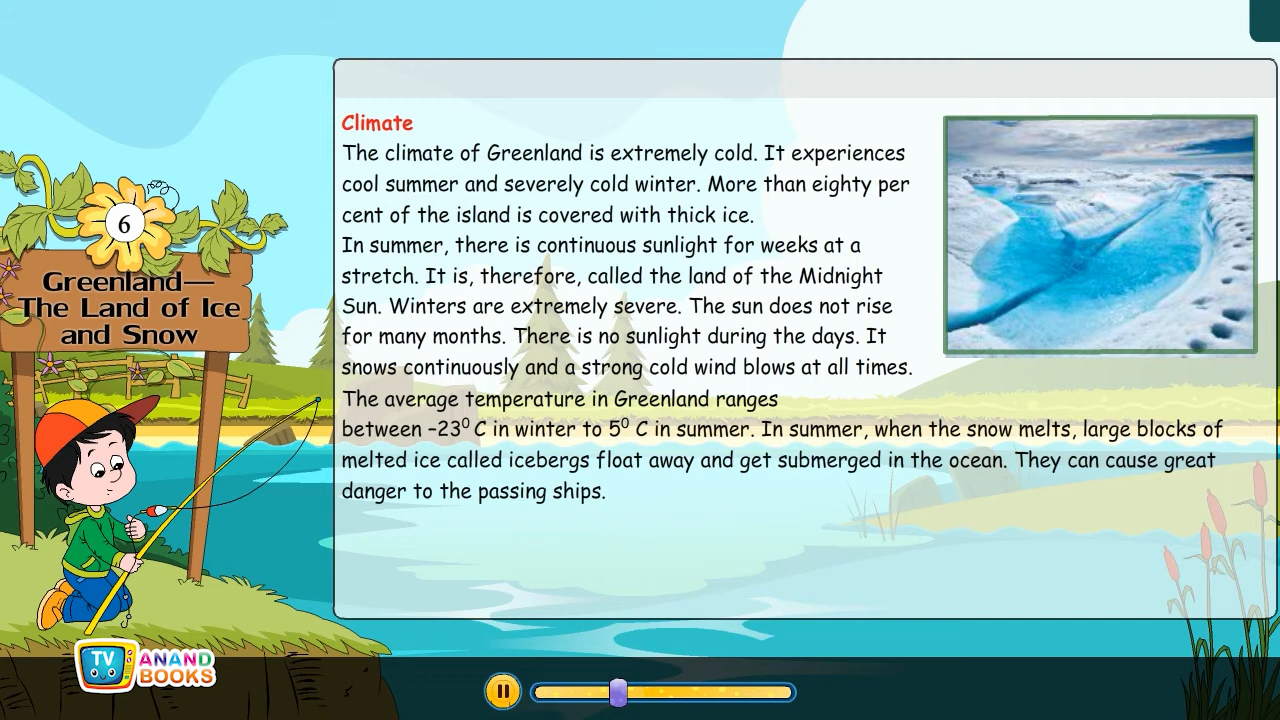 6
Greenland—
The Land of Ice
and Snow
Climate
The climate of Greenland is extremely cold. It experiences
cool summer and severely cold winter. More than eighty per
cent of the island is covered with thick ice.
In summer, there is continuous sunlight for weeks at a
stretch. It is, therefore, called the land of the Midnight
Sun. Winters are extremely severe. The sun does not rise
for many months. There is no sunlight during the days. It
snows continuously and a strong cold wind blows at all times.
The average temperature in Greenland ranges
between –23⁰ C in winter to 5⁰ C in summer. In summer, when the snow melts, large blocks of
melted ice called icebergs float away and get submerged in the ocean. They can cause great
danger to the passing ships.
TV ANAND
BOOKS